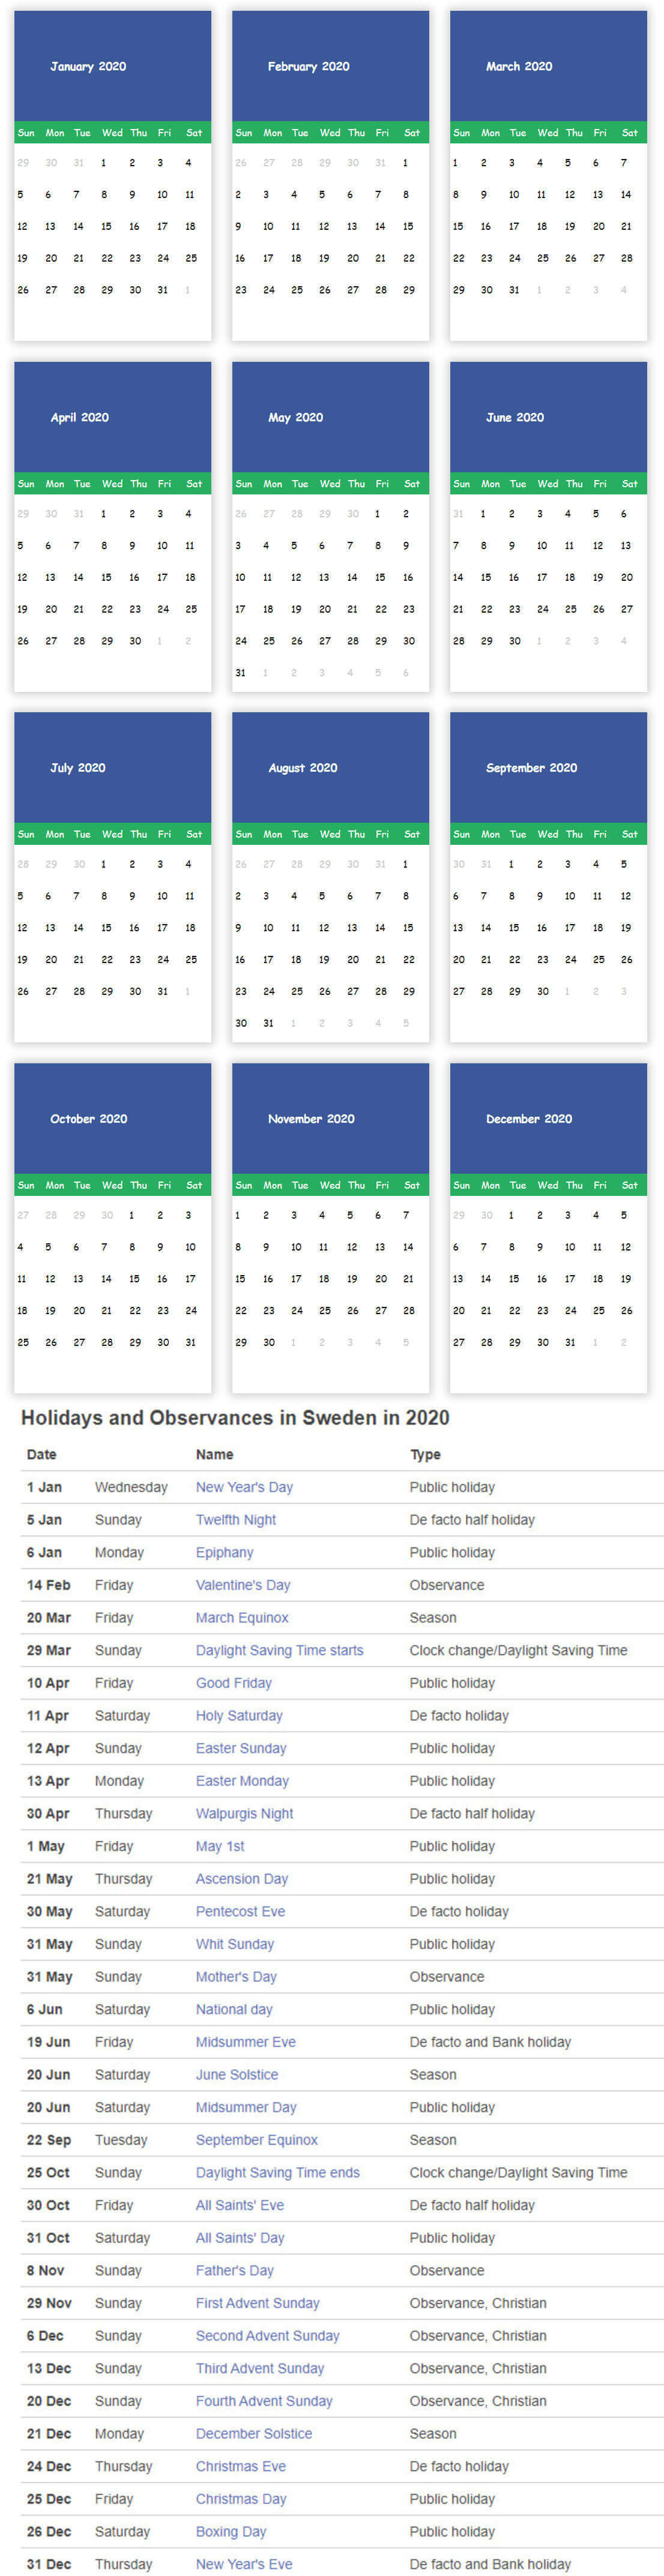 January 2020
Sun Mon Tue Wed Thu Fri Sat
29 30 31 1 2 3 4
5 6 7 8 9 10 11
12 13 14 15 16 17 18
19 20 21 22 23 24 25
26 27 28 29 30 31 1
February 2020
Sun Mon Tue Wed Thu Fri Sat
26 27 28 29 30 31 1
2 3 4 5 6 7 8
9 10 11 12 13 14 15
16 17 18 19 20 21 22
23 24 25 26 27 28 29
March 2020
Sun Mon Tue Wed Thu Fri Sat
1 2 3 4 5 6 7
8 9 10 11 12 13 14
15 16 17 18 19 20 21
22 23 24 25 26 27 28
29 30 31 1 2 3 4
April 2020
Sun Mon Tue Wed Thu Fri Sat
29 30 31 1 2 3 4
5 6 7 8 9 10 11
12 13 14 15 16 17 18
19 20 21 22 23 24 25
26 27 28 29 30 1 2
May 2020
Sun Mon Tue Wed Thu Fri Sat
26 27 28 29 30 1 2
3 4 5 6 7 8 9
10 11 12 13 14 15 16
17 18 19 20 21 22 23
24 25 26 27 28 29 30
31 1 2 3 4 5 6
June 2020
Sun Mon Tue Wed Thu Fri Sat
31 1 2 3 4 5 6
7 8 9 10 11 12 13
14 15 16 17 18 19 20
21 22 23 24 25 26 27
28 29 30 1 2 3 4
July 2020
Sun Mon Tue Wed Thu Fri Sat
28 29 30 1 2 3 4
5 6 7 8 9 10 11
12 13 14 15 16 17 18
19 20 21 22 23 24 25
26 27 28 29 30 31 1
August 2020
Sun Mon Tue Wed Thu Fri Sat
26 27 28 29 30 31 1
2 3 4 5 6 7 8
9 10 11 12 13 14 15
16 17 18 19 20 21 22
23 24 25 26 27 28 29
30 31 1 2 3 4 5
September 2020
Sun Mon Tue Wed Thu Fri Sat
30 31 1 2 3 4 5
6 7 8 9 10 11 12
13 14 15 16 17 18 19
20 21 22 23 24 25 26
27 28 29 30 1 2 3
October 2020
Sun Mon Tue Wed Thu Fri Sat
27 28 29 30 1 2 3
4 5 6 7 8 9 10
11 12 13 14 15 16 17
18 19 20 21 22 23 24
25 26 27 28 29 30 31
November 2020
Sun Mon Tue Wed Thu Fri Sat
1 2 3 4 5 6 7
8 9 10 11 12 13 14
15 16 17 18 19 20 21
22 23 24 25 26 27 28
29 30 1 2 3 4 5
December 2020
Sun Mon Tue Wed Thu Fri Sat
29 30 1 2 3 4 5
6 7 8 9 10 11 12
13 14 15 16 17 18 19
20 21 22 23 24 25 26
27 28 29 30 31 1 2
Holidays and Observances in Sweden in 2020
Date Name Type
1 Jan Wednesday New Year's Day Public holiday
5 Jan Sunday Twelfth Night De facto half holiday
6 Jan Monday Epiphany Public holiday
14 Feb Friday Valentine's Day Observance
20 Mar Friday March Equinox Season
29 Mar Sunday Daylight Saving Time starts Clock change/Daylight Saving Time
10 Apr Friday Good Friday Public holiday
11 Apr Saturday Holy Saturday De facto holiday
12 Apr Sunday Easter Sunday Public holiday
13 Apr Monday Easter Monday Public holiday
30 Apr Thursday Walpurgis Night De facto half holiday
1 May Friday May 1st Public holiday
21 May Thursday Ascension Day Public holiday
30 May Saturday Pentecost Eve De facto holiday
31 May Sunday Whit Sunday Public holiday
31 May Sunday Mother's Day Observance
6 Jun Saturday National day Public holiday
19 Jun Friday Midsummer Eve De facto and Bank holiday
20 Jun Saturday June Solstice Season
20 Jun Saturday Midsummer Day Public holiday
22 Sep Tuesday September Equinox Season
25 Oct Sunday Daylight Saving Time ends Clock change/Daylight Saving Time
30 Oct Friday All Saints' Eve De facto half holiday
31 Oct Saturday All Saints' Day Public holiday
8 Nov Sunday Father's Day Observance
29 Nov Sunday First Advent Sunday Observance, Christian
6 Dec Sunday Second Advent Sunday Observance, Christian
13 Dec Sunday Third Advent Sunday Observance, Christian
20 Dec Sunday Fourth Advent Sunday Observance, Christian
21 Dec Monday December Solstice Season
24 Dec Thursday Christmas Eve De facto holiday
25 Dec Friday Christmas Day Public holiday
26 Dec Saturday Boxing Day Public holiday
31 Dec Thursday New Year's Eve De facto and Bank holiday